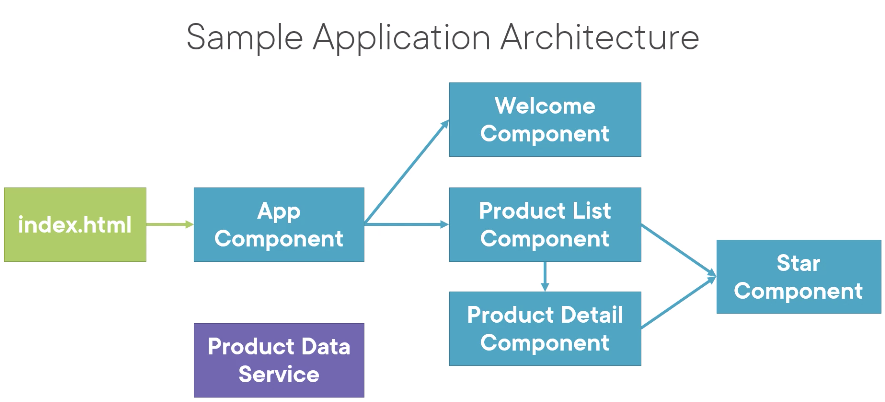 Sample Application Architecture
Welcome
Component
index.html
App
Component
Product List
Component
Star
Component
Product Detail
Component
Product Data
Service